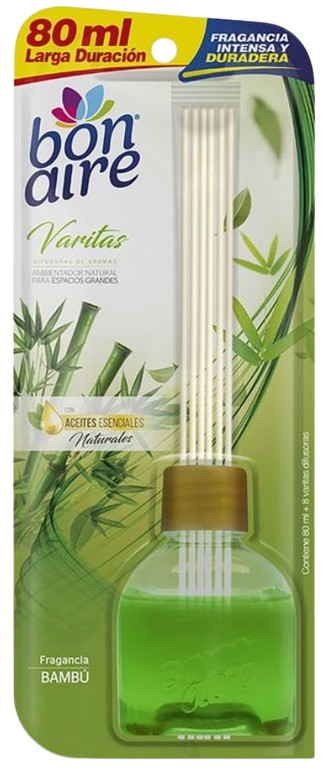 80 ml
Larga Duración
FRAGANCIA
INTENSA Y
DURADERA
bon
aire®
Varitas
DIFUSORAS DE AROMAS
AMBIENTADOR NATURAL
PARA ESPACIOS GRANDES
CON
ACEITES ESENCIALES
Naturales
Contiene 80 ml + 8 varitas difusoras
Fragancia
BAMBÚ